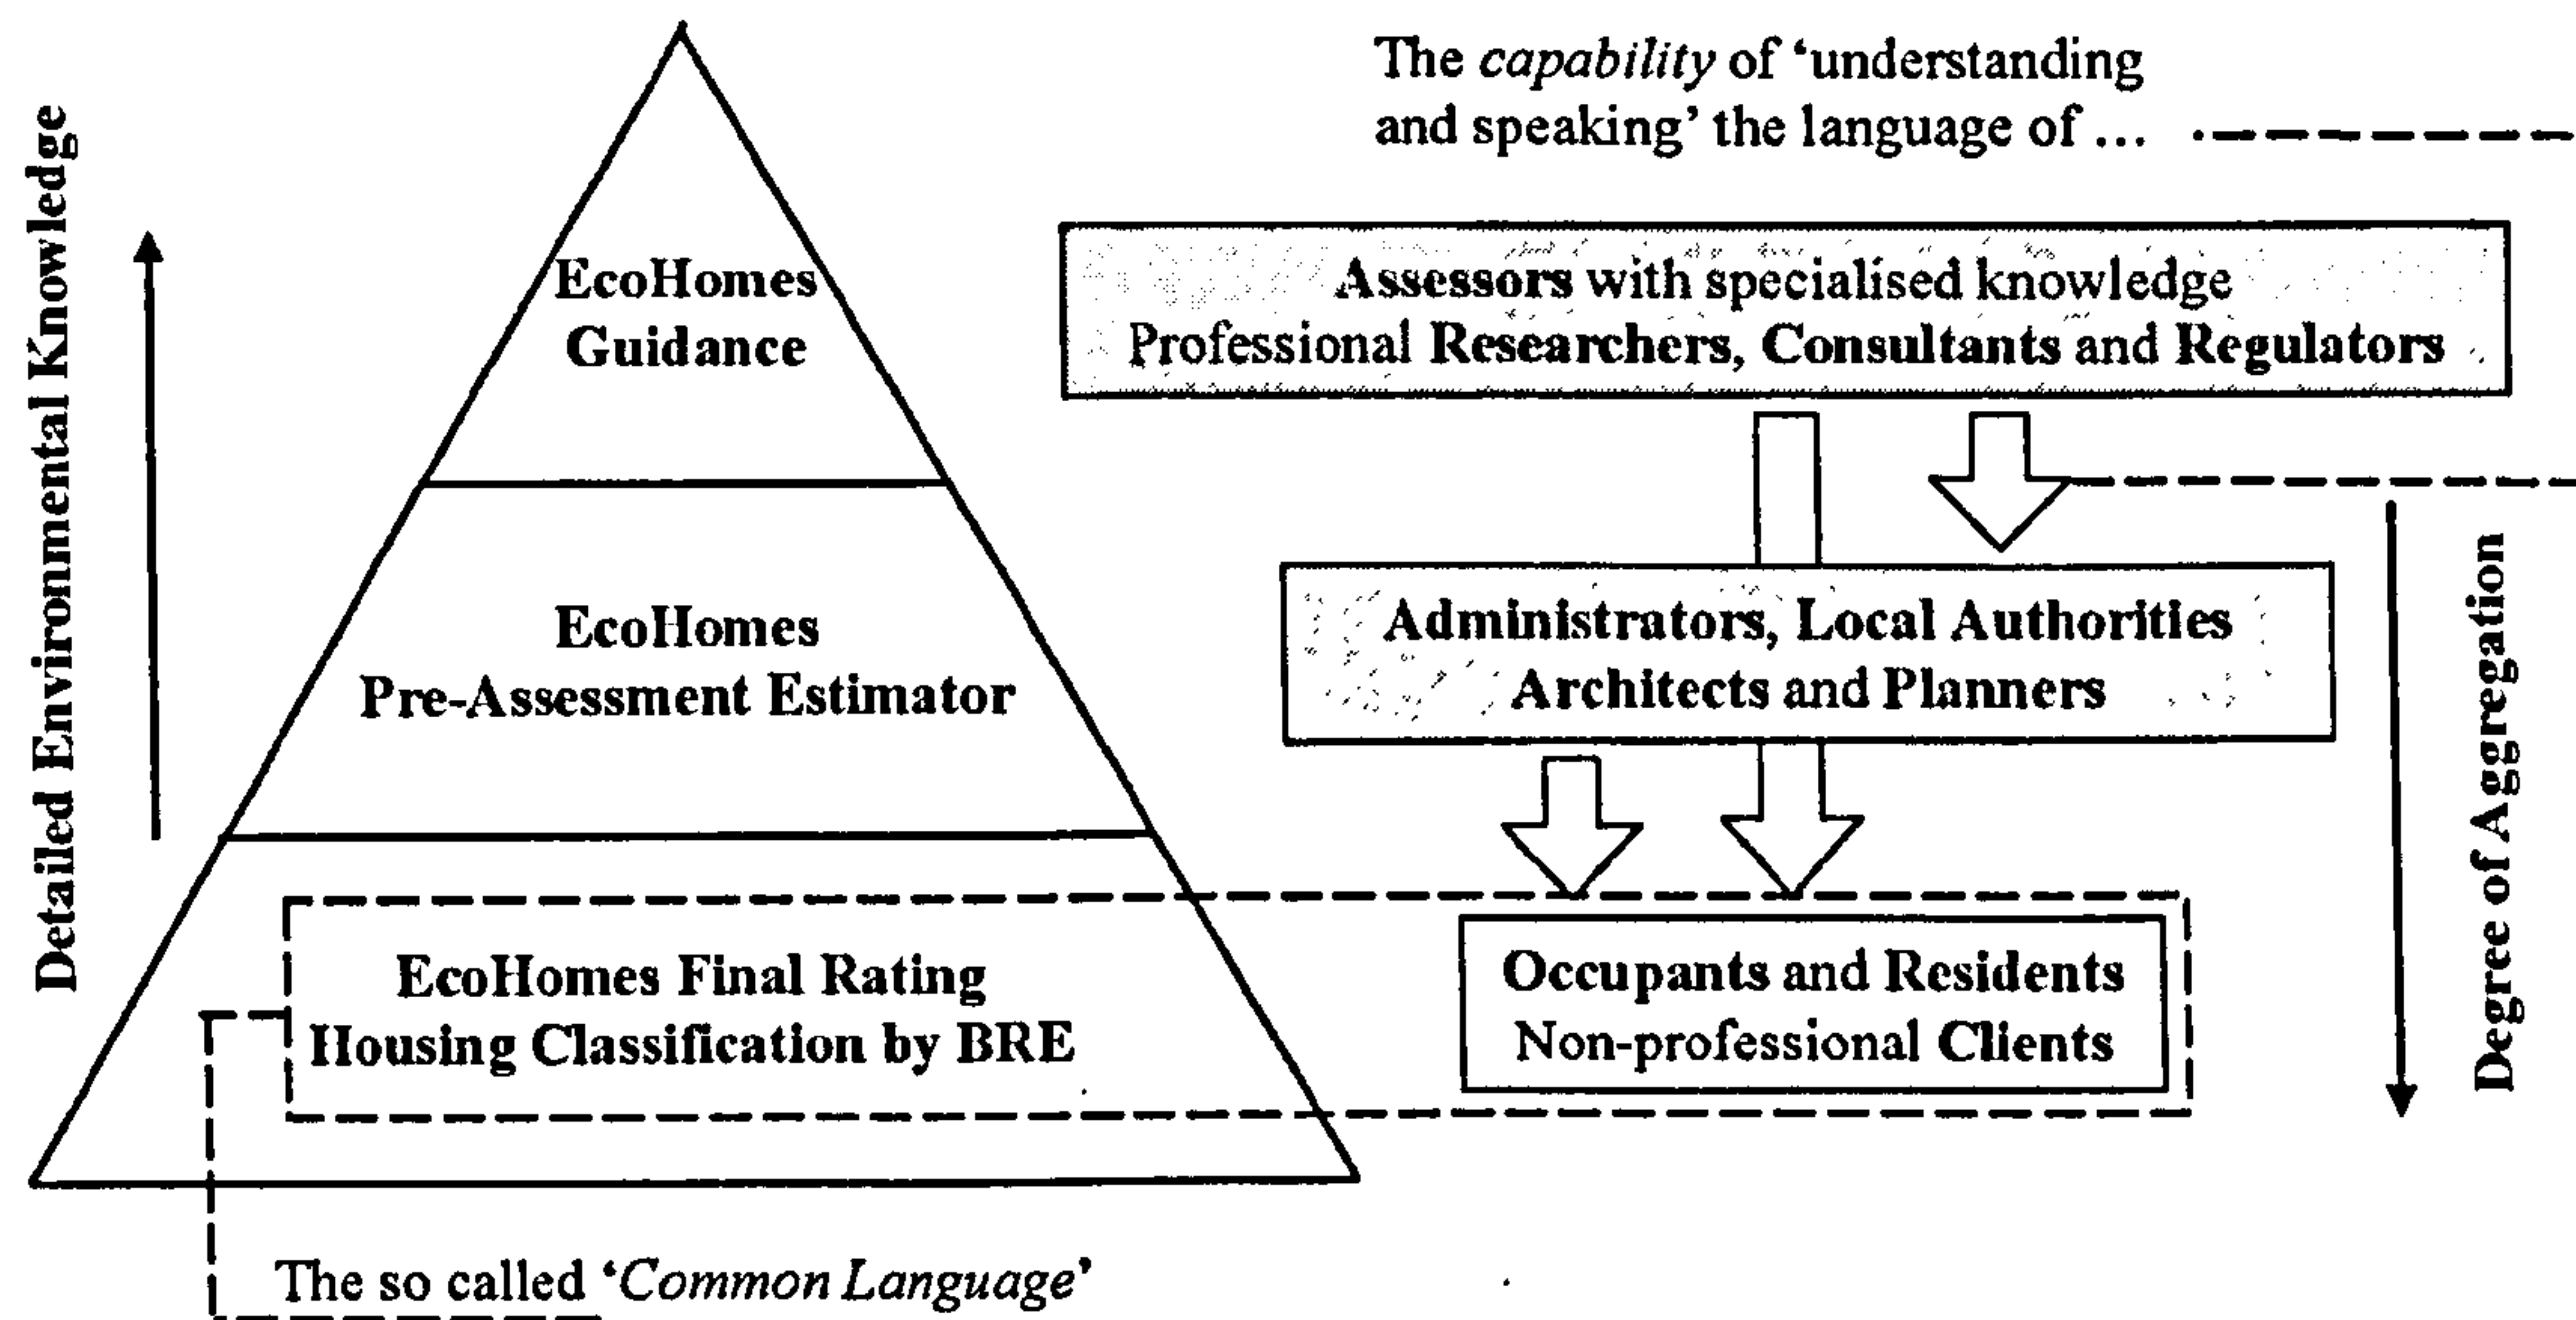 The capability of ‘understanding
and speaking’ the language of ...
Detailed Environmental Knowledge
EcoHomes
Guidance
Assessors with specialised knowledge
Professional Researchers, Consultants and Regulators
EcoHomes
Pre-Assessment Estimator
Administrators, Local Authorities
Architects and Planners
Degree of Aggregation
EcoHomes Final Rating
Housing Classification by BRE
Occupants and Residents
Non-professional Clients
The so called ‘Common Language’